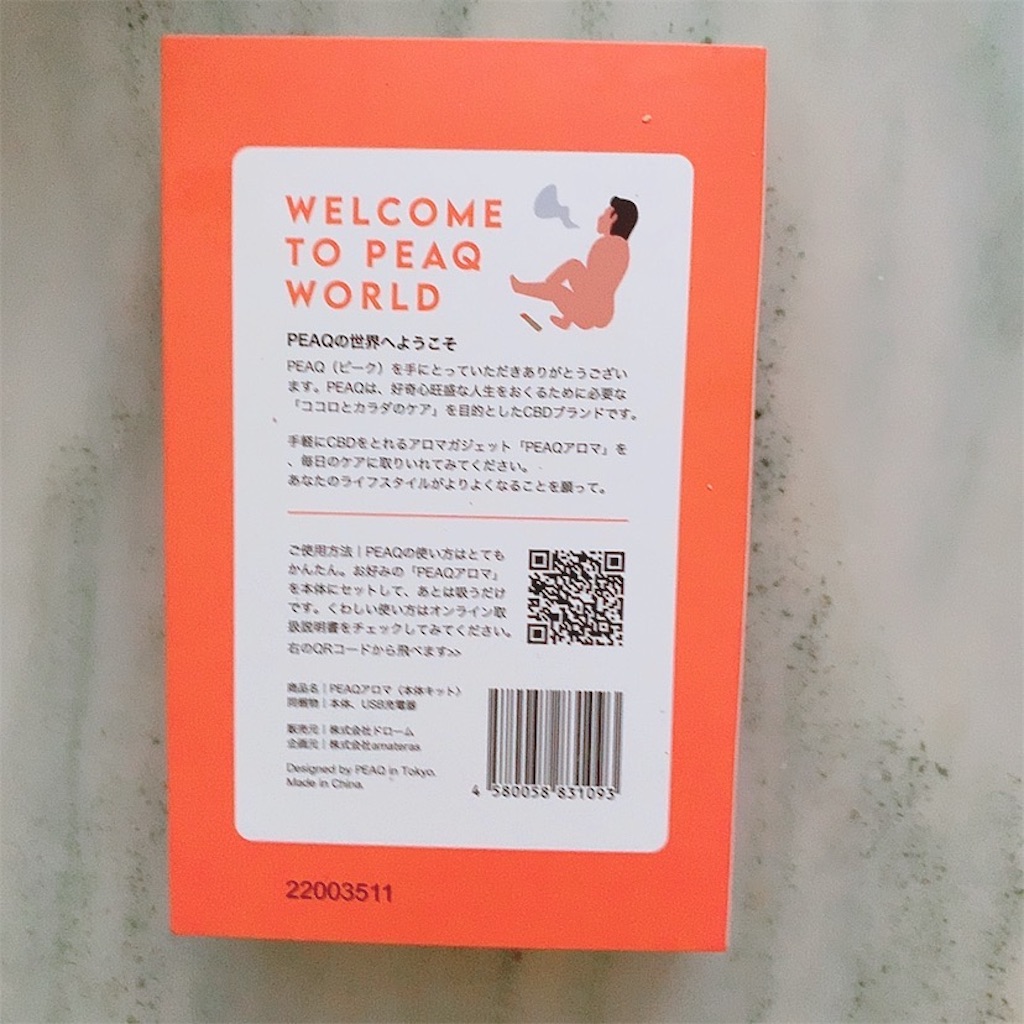 WELCOME
TO PEAQ
WORLD
PEAQの世界へようこそ
PEAQ（ピーク）を手にとっていただきありがとうござい
ます。PEAQは、好奇心旺盛な人生をおくるために必要な
「ココロとカラダのケア」を目的としたCBDブランドです。
手軽にCBDをとれるアロマガジェット「PEAQアロマ」を
、毎日のケアに取りいれてみてください。
あなたのライフスタイルがよりよくなることを願って。
ご使用方法｜PEAQの使い方はとても
かんたん。お好みの「PEAQアロマ」
を本体にセットして、あとは吸うだけ
です。くわしい使い方はオンライン取
扱説明書をチェックしてみてください。
右のQRコードから飛べます>>
商品名｜PEAQアロマ（本体キット）
同梱物｜本体、USB充電器
販売元｜株式会社ドローム
企画元｜株式会社amateras
Designed by PEAQ in Tokyo.
Made in China.
4 580058 831093
22003511